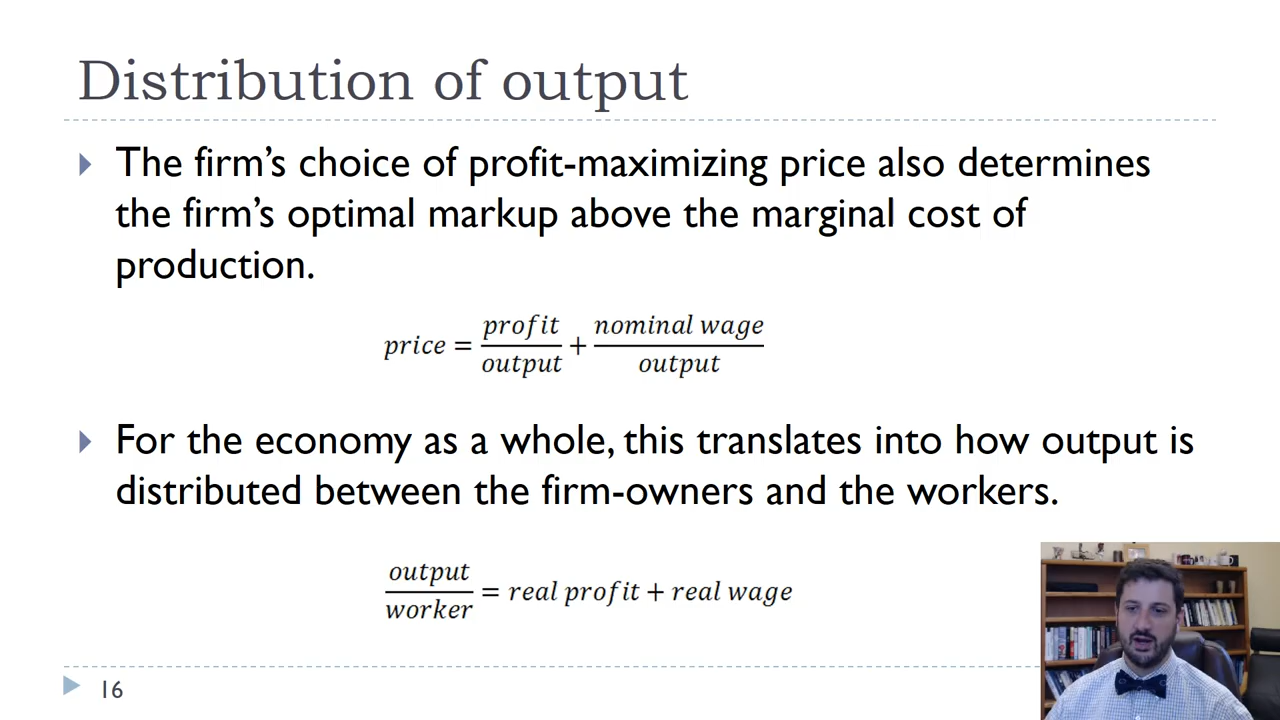 Distribution of output
The firm’s choice of profit-maximizing price also determines
the firm’s optimal markup above the marginal cost of
production.
price = profit/output + nominal wage/output
For the economy as a whole, this translates into how output is
distributed between the firm-owners and the workers.
output/worker = real profit + real wage
16